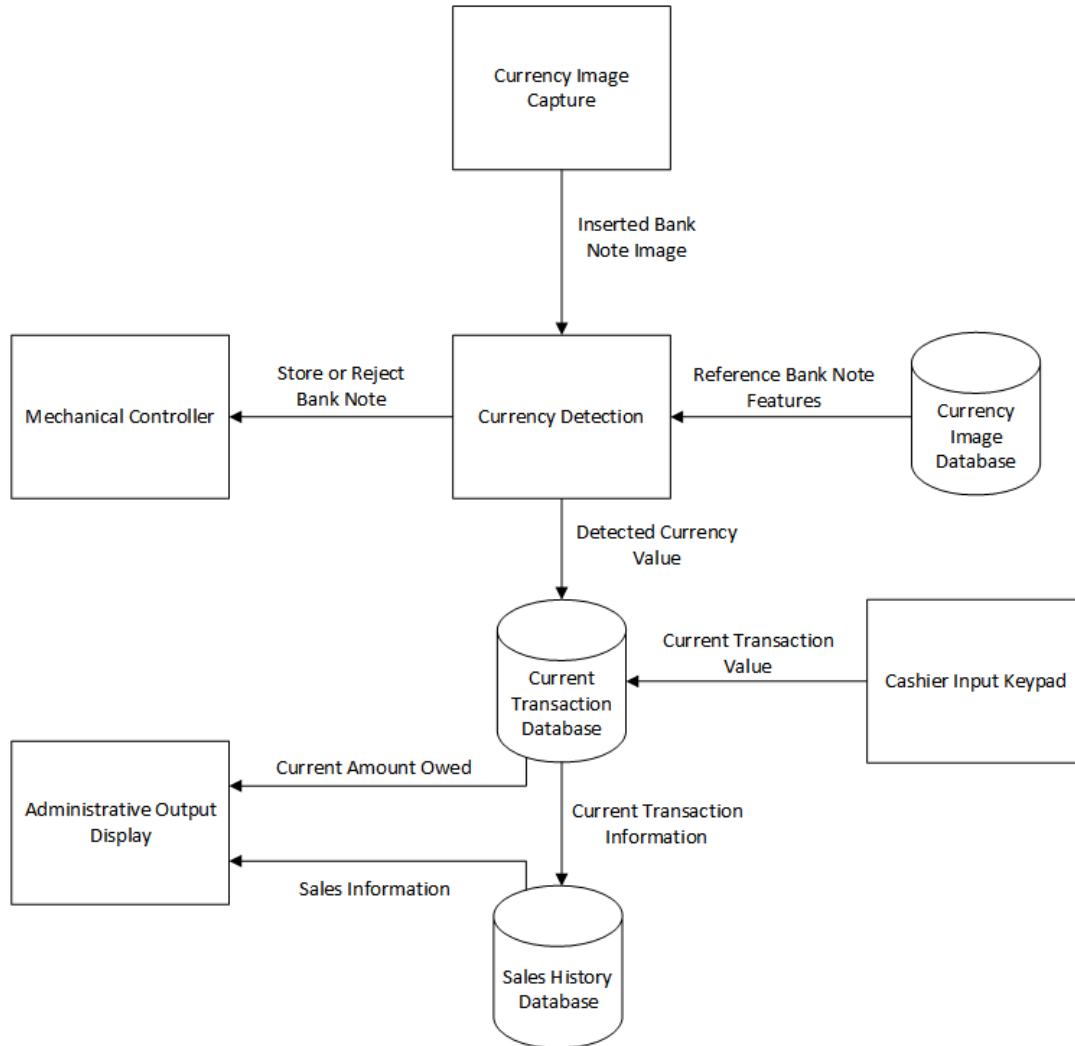 Currency Image
Capture
Inserted Bank
Note Image
Mechanical Controller
Store or Reject
Bank Note
Currency Detection
Reference Bank Note
Features
Currency
Image
Database
Detected Currency
Value
Current
Transaction
Database
Current Transaction
Value
Cashier Input Keypad
Administrative Output
Display
Current Amount Owed
Current Transaction
Information
Sales Information
Sales History
Database